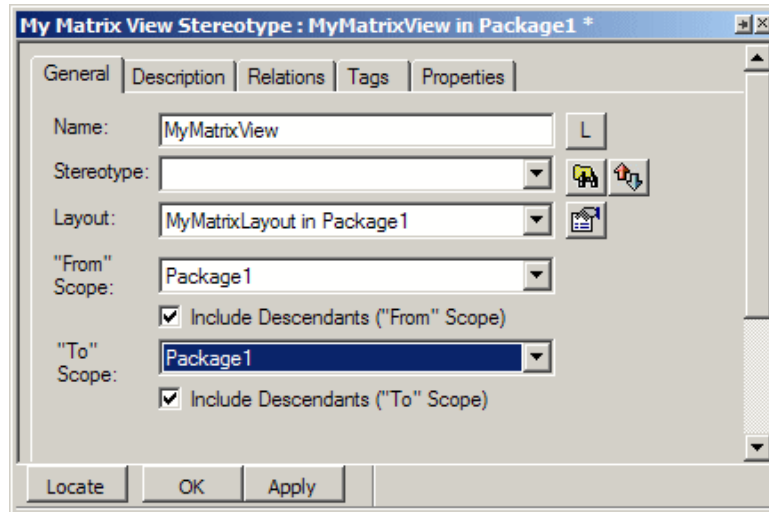 My Matrix View Stereotype : MyMatrixView in Package1 *
General Description Relations Tags Properties
Name: MyMatrixView L
Stereotype:
Layout: MyMatrixLayout in Package1
"From"
Scope: Package1
Include Descendants ("From" Scope)
"To"
Scope: Package1
Include Descendants ("To" Scope)
Locate OK Apply